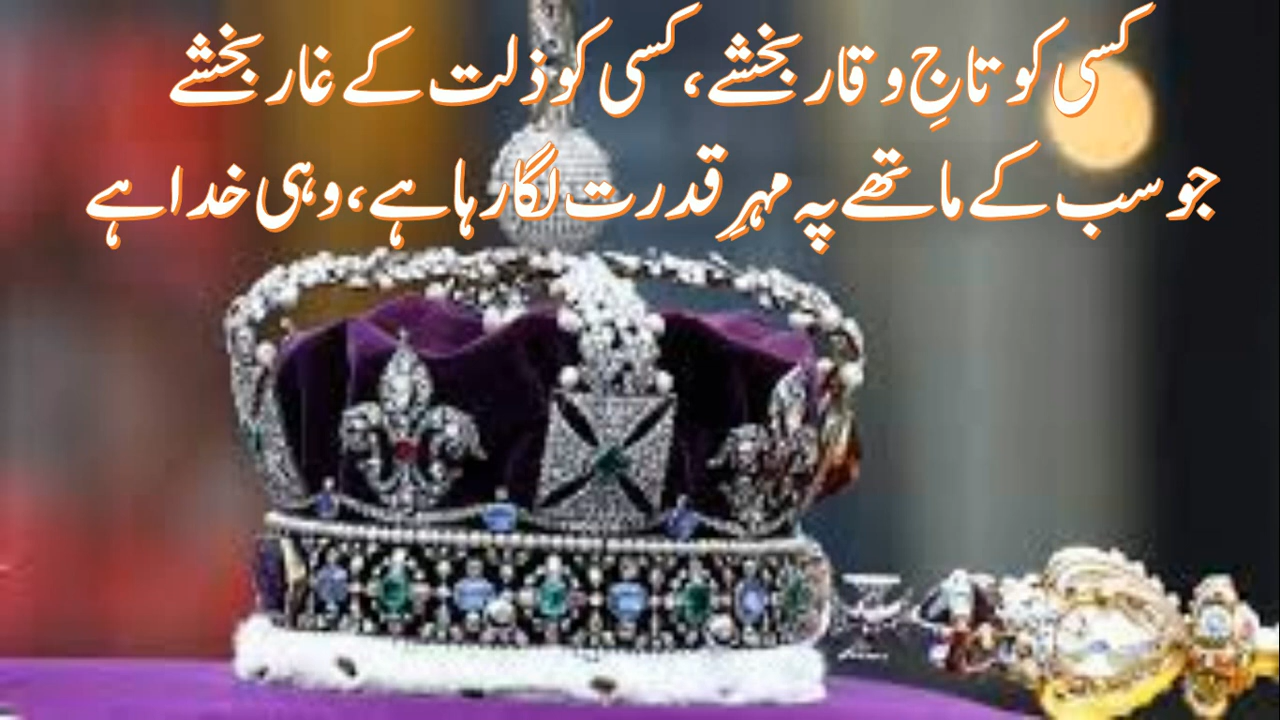 کسی کو تاجِ وقار بخشے، کسی کو ذلت کے غار بخشے
جو سب کے ماتھے پہ مہرِ قدرت لگا رہا ہے، وہی خدا ہے